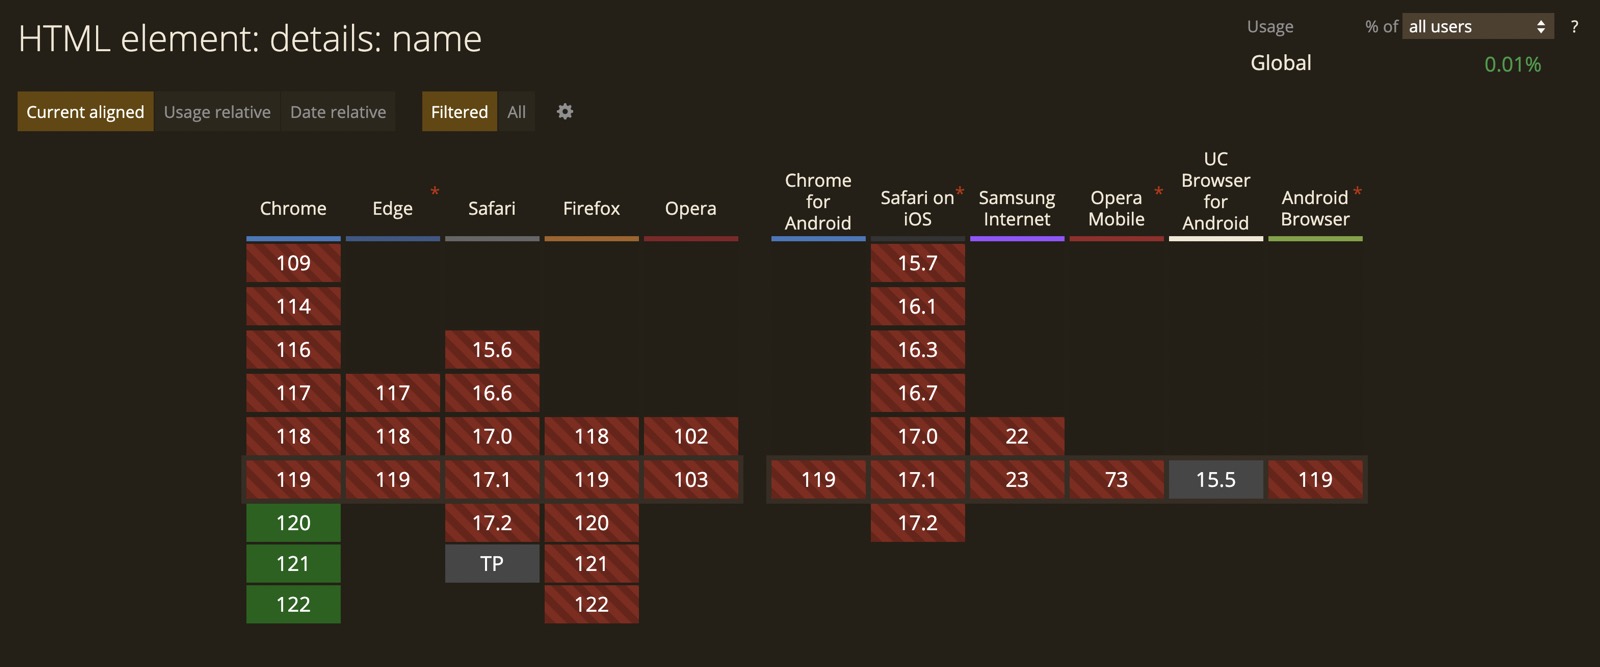 HTML element: details: name
Usage % of all users ?
Global 0.01%
Current aligned Usage relative Date relative Filtered All
Chrome Edge * Safari Firefox Opera Chrome for Android Safari on iOS * Samsung Internet Opera Mobile * UC Browser for Android Android Browser *
109 15.7
114 16.1
116 15.6 16.3
117 117 16.6 16.7
118 118 17.0 118 102 17.0 22
119 119 17.1 119 103 119 17.1 23 73 15.5 119
120 17.2 120 17.2
121 TP 121
122 122